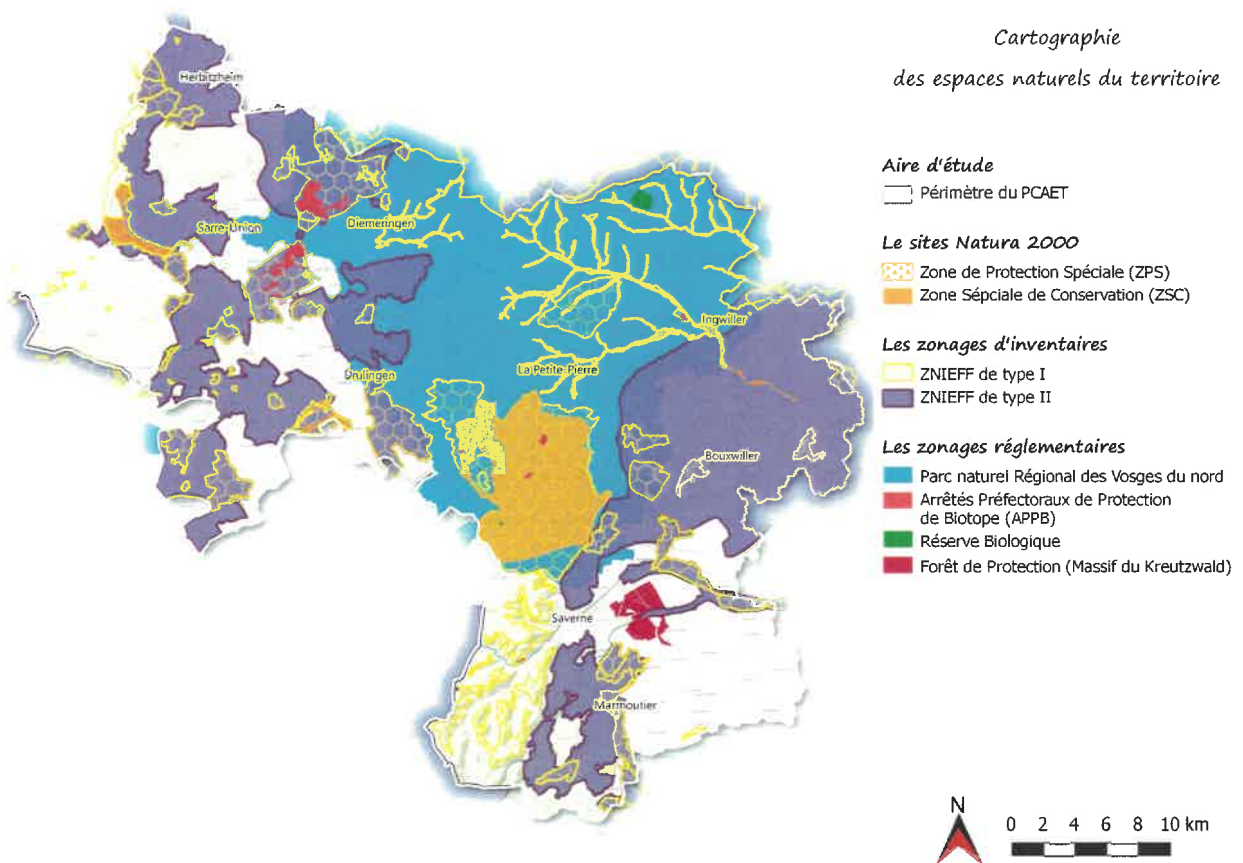 Cartographie
des espaces naturels du territoire
Aire d'étude
Périmètre du PCAET
Le sites Natura 2000
Zone de Protection Spéciale (ZPS)
Zone Sépciale de Conservation (ZSC)
Les zonages d'inventaires
ZNIEFF de type I
ZNIEFF de type II
Les zonages réglementaires
Parc naturel Régional des Vosges du nord
Arrêtés Préfectoraux de Protection
de Biotope (APPB)
Réserve Biologique
Forêt de Protection (Massif du Kreutzwald)
Herbitzheim
Sarre-Union
Diemeringen
Ingwiller
Drulingen
La Petite-Pierre
Bouxwiller
Saverne
Marmoutier
N
0 2 4 6 8 10 km